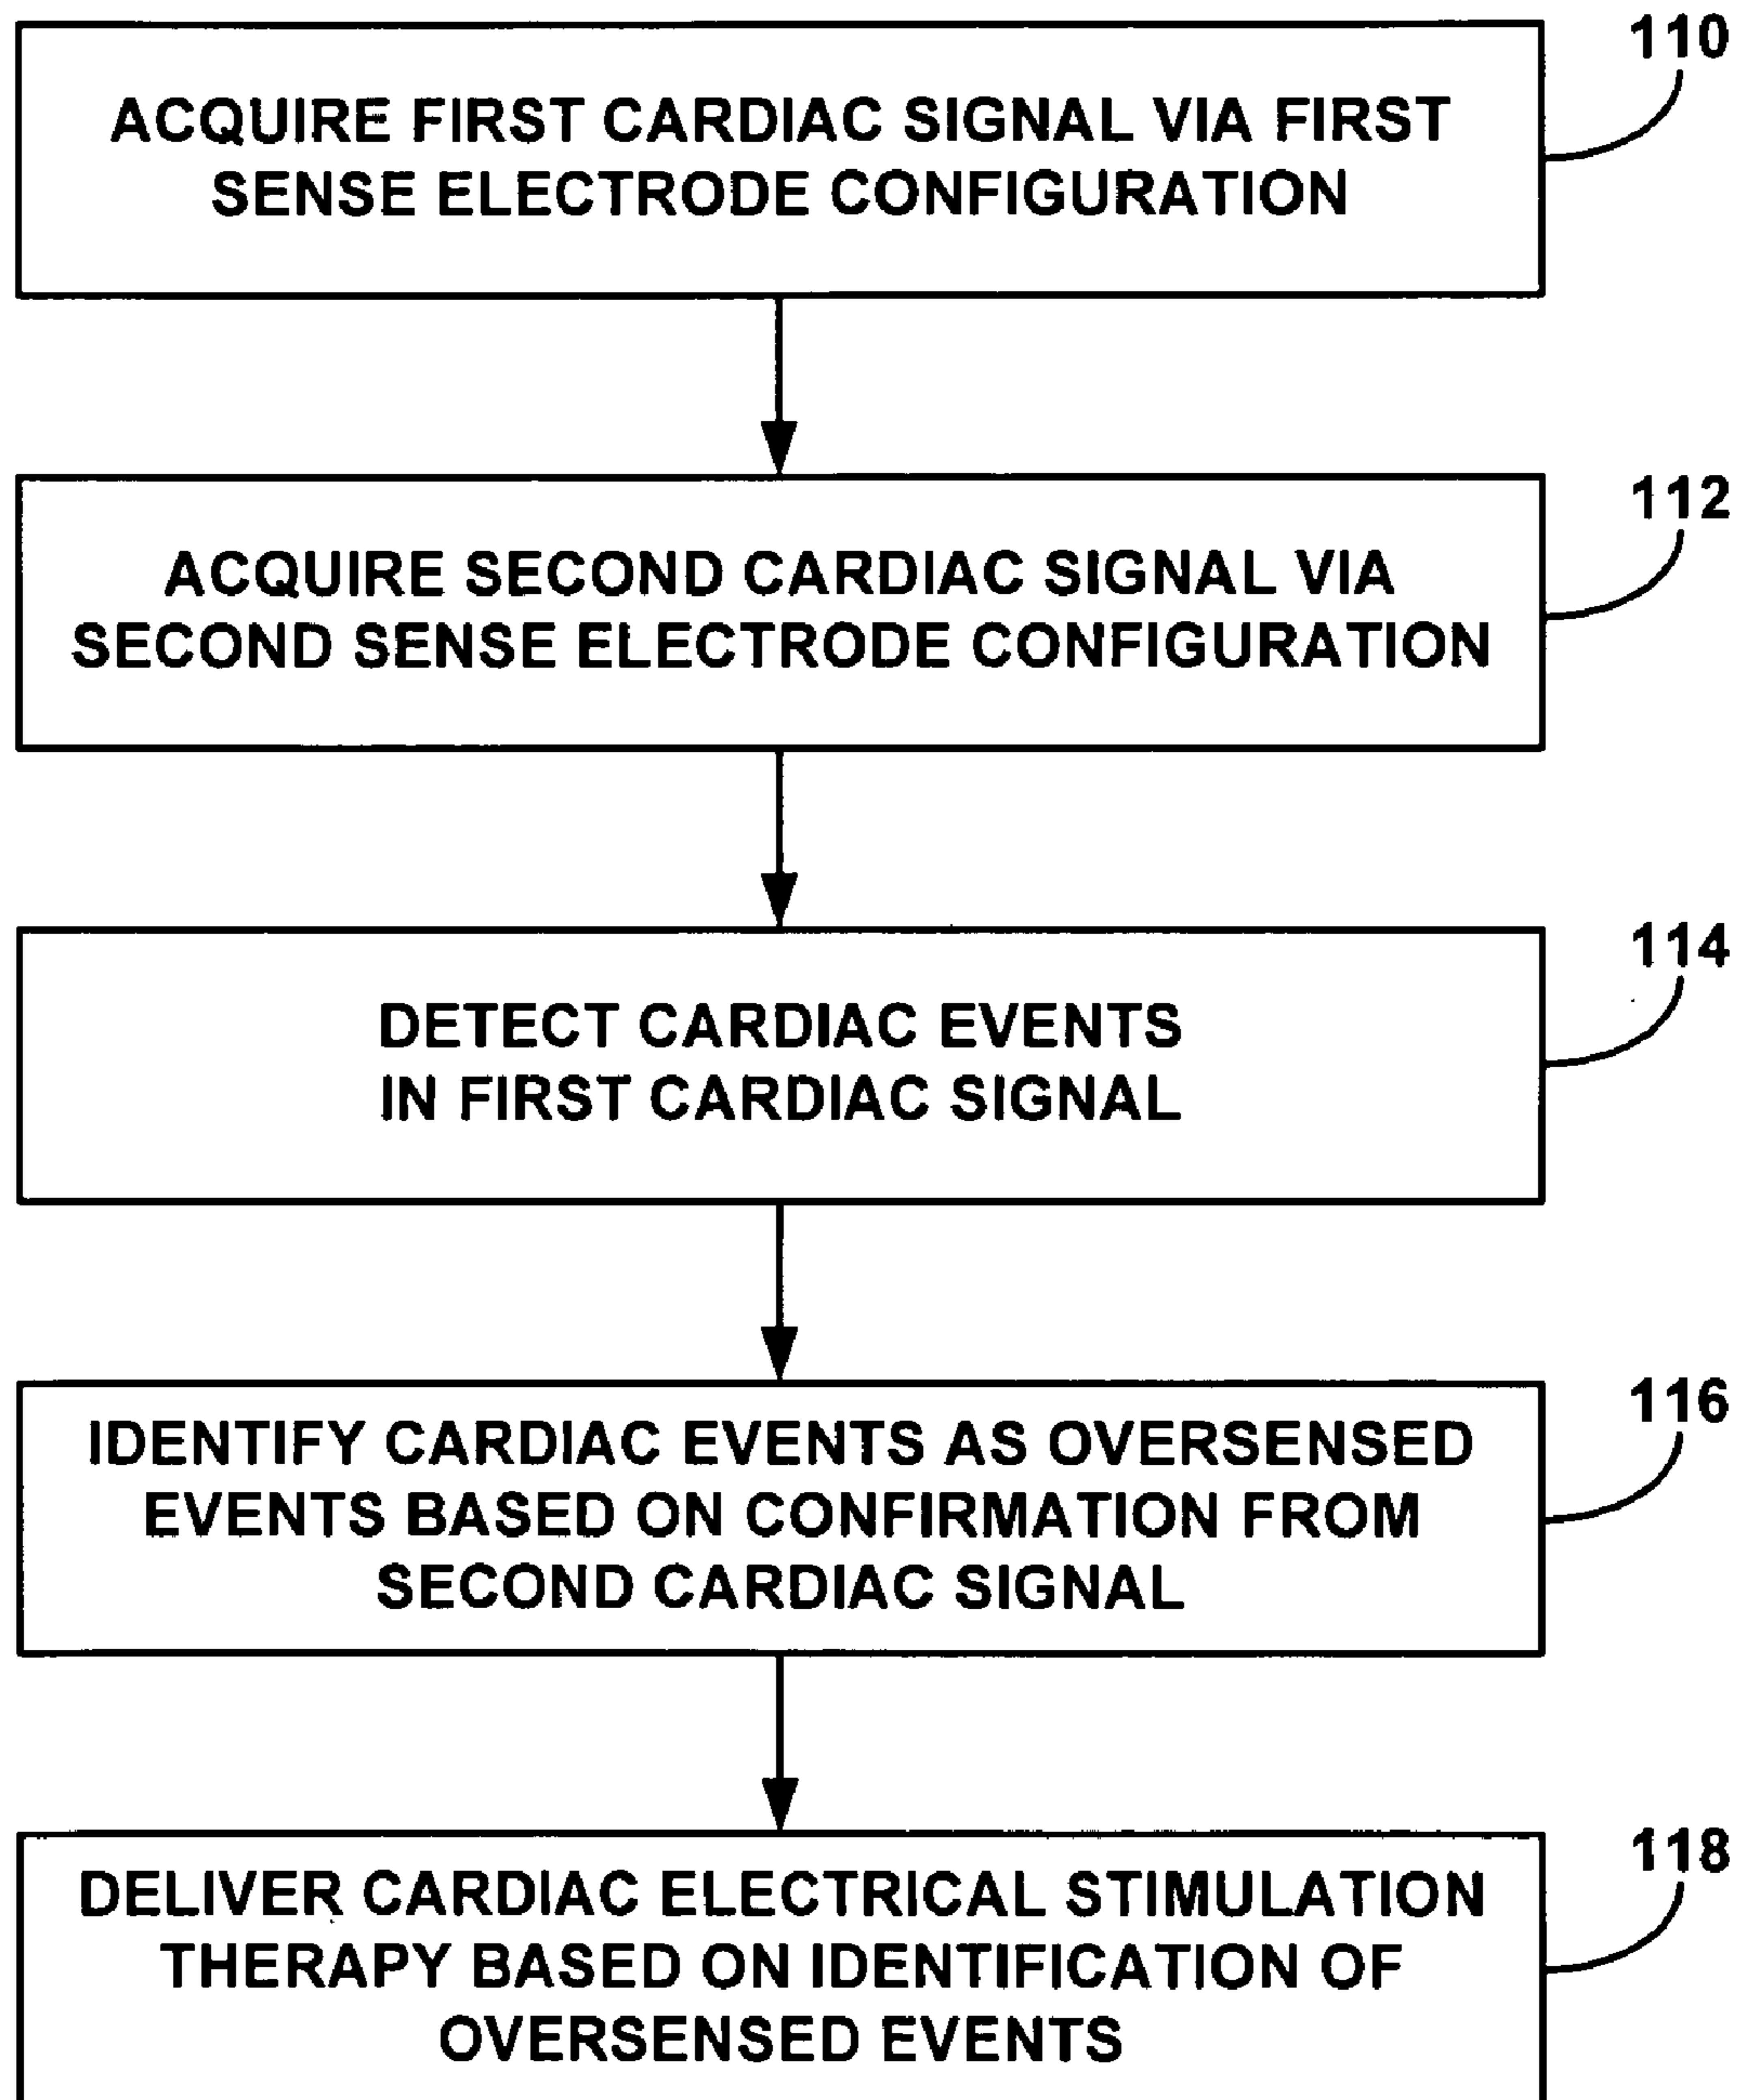 110
ACQUIRE FIRST CARDIAC SIGNAL VIA FIRST
SENSE ELECTRODE CONFIGURATION
112
ACQUIRE SECOND CARDIAC SIGNAL VIA
SECOND SENSE ELECTRODE CONFIGURATION
114
DETECT CARDIAC EVENTS
IN FIRST CARDIAC SIGNAL
116
IDENTIFY CARDIAC EVENTS AS OVERSENSED
EVENTS BASED ON CONFIRMATION FROM
SECOND CARDIAC SIGNAL
118
DELIVER CARDIAC ELECTRICAL STIMULATION
THERAPY BASED ON IDENTIFICATION OF
OVERSENSED EVENTS